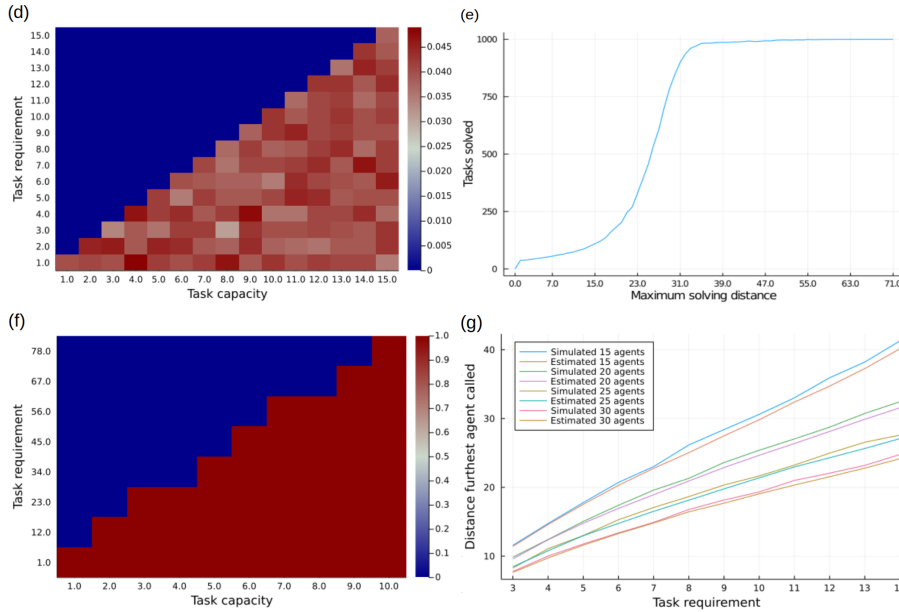 (d)
15.0
14.0
13.0
12.0
11.0
10.0
9.0
8.0
7.0
6.0
5.0
4.0
3.0
2.0
1.0
Task requirement
1.0 2.0 3.0 4.0 5.0 6.0 7.0 8.0 9.0 10.0 11.0 12.0 13.0 14.0 15.0
Task capacity
0.045
0.040
0.035
0.030
0.025
0.020
0.015
0.010
0.005
0
(e)
1000
750
500
250
0
Tasks solved
0.0 7.0 15.0 23.0 31.0 39.0 47.0 55.0 63.0 71.0
Maximum solving distance
(f)
78.0
67.0
56.0
45.0
34.0
23.0
12.0
1.0
Task requirement
1.0 2.0 3.0 4.0 5.0 6.0 7.0 8.0 9.0 10.0
Task capacity
1.0
0.9
0.8
0.7
0.6
0.5
0.4
0.3
0.2
0.1
0
(g)
40
30
20
10
Distance furthest agent called
Simulated 15 agents
Estimated 15 agents
Simulated 20 agents
Estimated 20 agents
Simulated 25 agents
Estimated 25 agents
Simulated 30 agents
Estimated 30 agents
3 4 5 6 7 8 9 10 11 12 13
Task requirement